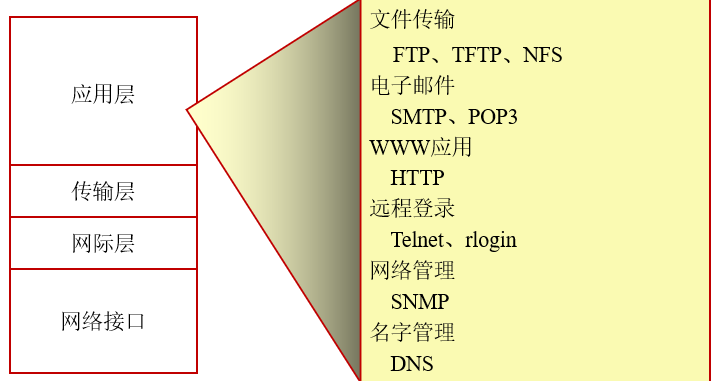 应用层
传输层
网际层
网络接口
文件传输
FTP、TFTP、NFS
电子邮件
SMTP、POP3
WWW应用
HTTP
远程登录
Telnet、rlogin
网络管理
SNMP
名字管理
DNS